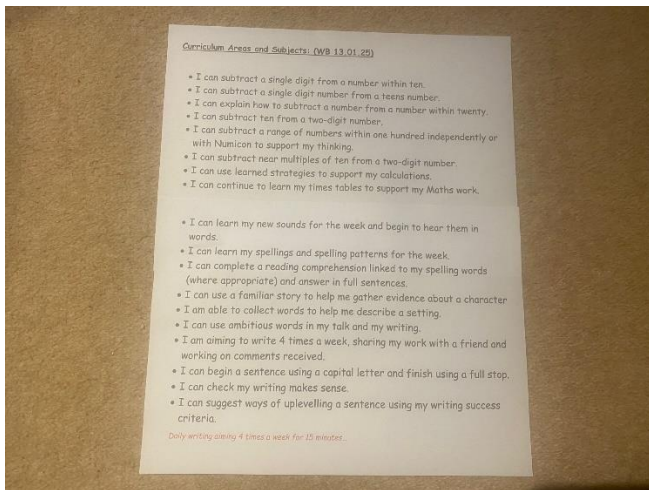 Curriculum Areas and Subjects: (WB 13.01.25)
• I can subtract a single digit from a number within ten.
• I can subtract a single digit number from a teens number.
• I can explain how to subtract a number from a number within twenty.
• I can subtract ten from a two-digit number.
• I can subtract a range of numbers within one hundred independently or
with Numicon to support my thinking.
• I can subtract near multiples of ten from a two-digit number.
• I can use learned strategies to support my calculations.
• I can continue to learn my times tables to support my Maths work.
• I can learn my new sounds for the week and begin to hear them in
words.
• I can learn my spellings and spelling patterns for the week.
• I can complete a reading comprehension linked to my spelling words
(where appropriate) and answer in full sentences.
• I can use a familiar story to help me gather evidence about a character
• I am able to collect words to help me describe a setting.
• I can use ambitious words in my talk and my writing.
• I am aiming to write 4 times a week, sharing my work with a friend and
working on comments received.
• I can begin a sentence using a capital letter and finish using a full stop.
• I can check my writing makes sense.
• I can suggest ways of uplevelling a sentence using my writing success
criteria.
Daily writing aiming 4 times a week for 15 minutes...